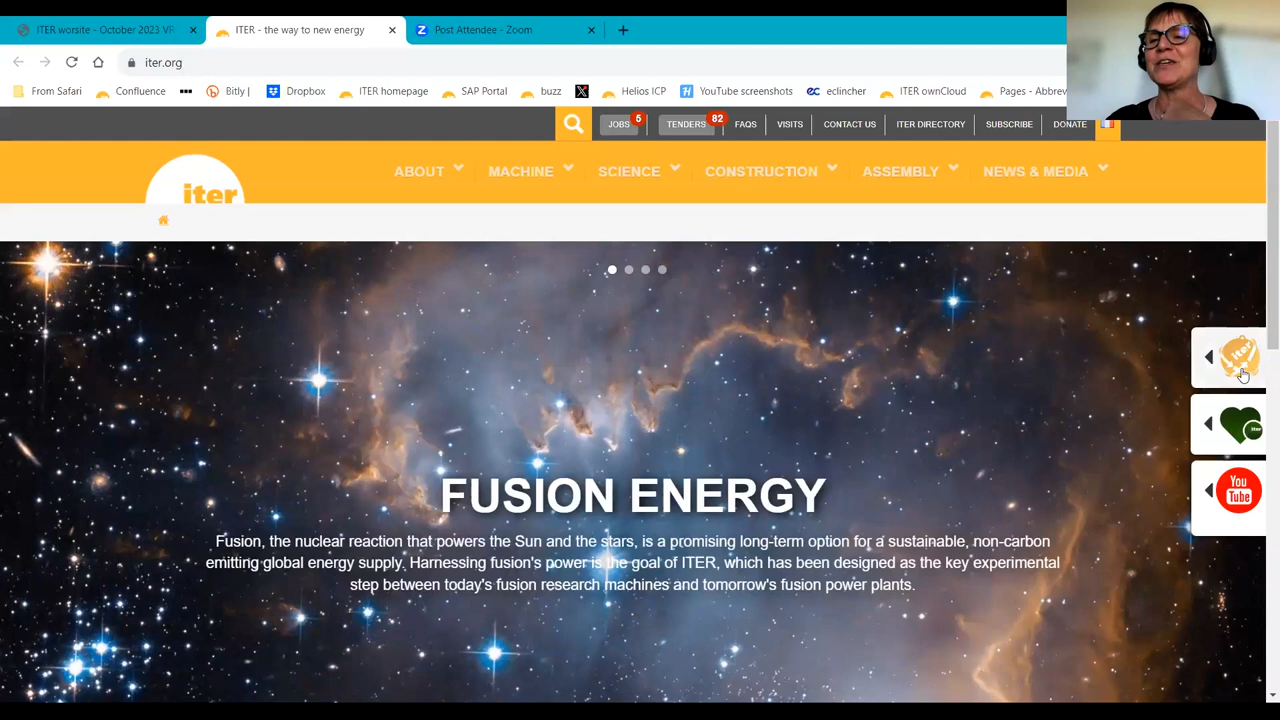 ITER worsite - October 2023 VR
ITER - the way to new energy
Post Attendee - Zoom
iter.org
From Safari
Confluence
Bitly |
Dropbox
ITER homepage
SAP Portal
buzz
X
Helios ICP
YouTube screenshots
ec
eclincher
ITER ownCloud
Pages - Abbrev
JOBS 5
TENDERS 82
FAQS
VISITS
CONTACT US
ITER DIRECTORY
SUBSCRIBE
DONATE
iter
ABOUT
MACHINE
SCIENCE
CONSTRUCTION
ASSEMBLY
NEWS & MEDIA
iter
iter
You Tube
FUSION ENERGY
Fusion, the nuclear reaction that powers the Sun and the stars, is a promising long-term option for a sustainable, non-carbon
emitting global energy supply. Harnessing fusion's power is the goal of ITER, which has been designed as the key experimental
step between today's fusion research machines and tomorrow's fusion power plants.